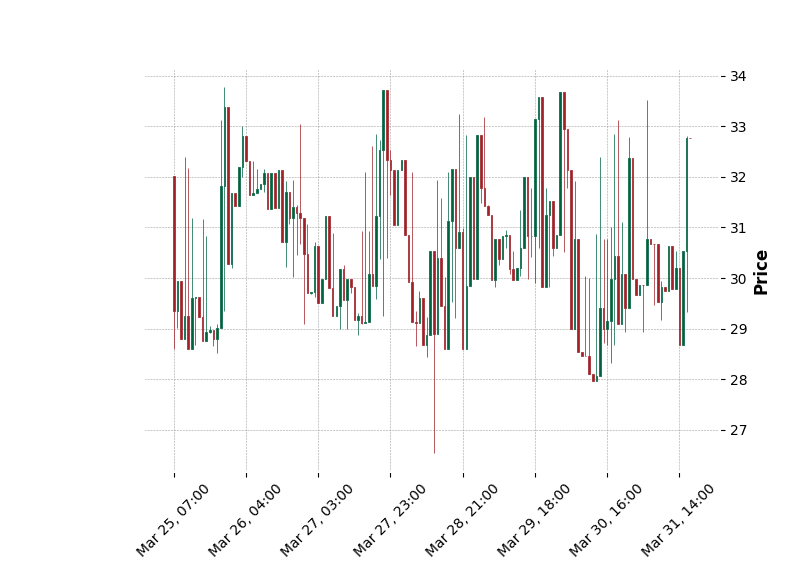 34
33
32
31
30
29
28
27
Price
Mar 25, 07:00
Mar 26, 04:00
Mar 27, 03:00
Mar 27, 23:00
Mar 28, 21:00
Mar 29, 18:00
Mar 30, 16:00
Mar 31, 14:00